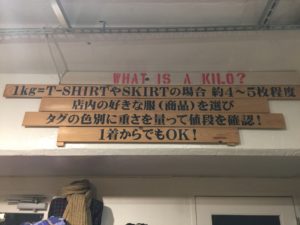 WHAT IS A KILO?
1kg=T-SHIRTやSKIRTの場合 約4~5枚程度
店内の好きな服(商品)を選び
タグの色別に重さを量って値段を確認!
1着からでもOK!